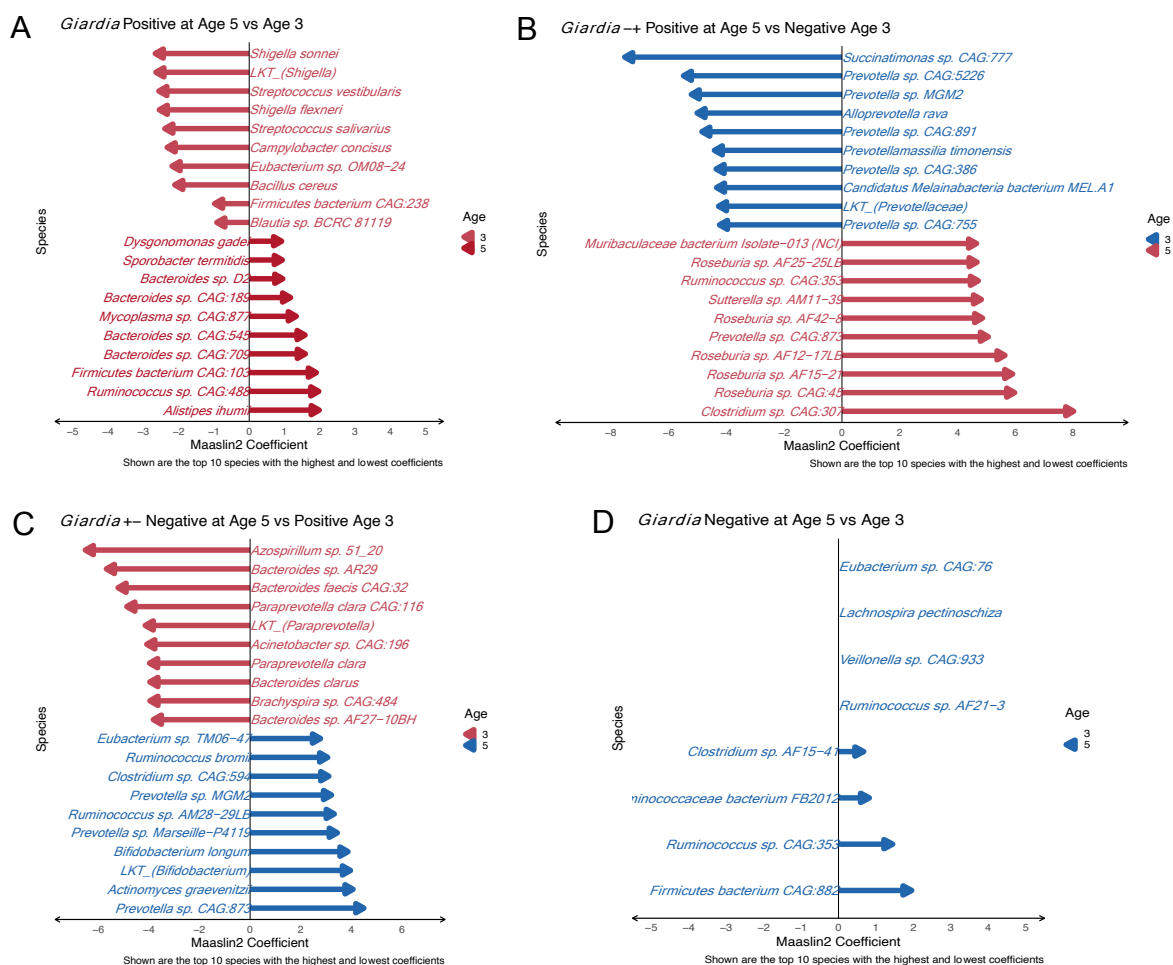 A
Giardia Positive at Age 5 vs Age 3
Shigella sonnei
LKT_(Shigella)
Streptococcus vestibularis
Shigella flexneri
Streptococcus salivarius
Campylobacter concisus
Eubacterium sp. OM08-24
Bacillus cereus
Firmicutes bacterium CAG:238
Blautia sp. BCRC 81119
Dysgonomonas gadei
Sporobacter termitidis
Bacteroides sp. D2
Bacteroides sp. CAG:189
Mycoplasma sp. CAG:877
Bacteroides sp. CAG:545
Bacteroides sp. CAG:709
Firmicutes bacterium CAG:103
Ruminococcus sp. CAG:488
Alistipes ihumii
Species
Age
3
5
-5 -4 -3 -2 -1 0 1 2 3 4 5
Maaslin2 Coefficient
Shown are the top 10 species with the highest and lowest coefficients
B
Giardia -+ Positive at Age 5 vs Negative Age 3
Succinatimonas sp. CAG:777
Prevotella sp. CAG:5226
Prevotella sp. MGM2
Alloprevotella rava
Prevotella sp. CAG:891
Prevotellamassilia timonensis
Prevotella sp. CAG:386
Candidatus Melainabacteria bacterium MEL.A1
LKT_(Prevotellaceae)
Prevotella sp. CAG:755
Muribaculaceae bacterium Isolate-013 (NCI)
Roseburia sp. AF25-25LB
Ruminococcus sp. CAG:353
Sutterella sp. AM11-39
Roseburia sp. AF42-8
Prevotella sp. CAG:873
Roseburia sp. AF12-17LB
Roseburia sp. AF15-21
Roseburia sp. CAG:45
Clostridium sp. CAG:307
Species
Age
3
5
-8 -6 -4 -2 0 2 4 6 8
Maaslin2 Coefficient
Shown are the top 10 species with the highest and lowest coefficients
C
Giardia +- Negative at Age 5 vs Positive Age 3
Azospirillum sp. 51_20
Bacteroides sp. AR29
Bacteroides faecis CAG:32
Paraprevotella clara CAG:116
LKT_(Paraprevotella)
Acinetobacter sp. CAG:196
Paraprevotella clara
Bacteroides clarus
Brachyspira sp. CAG:484
Bacteroides sp. AF27-10BH
Eubacterium sp. TM06-47
Ruminococcus bromii
Clostridium sp. CAG:594
Prevotella sp. MGM2
Ruminococcus sp. AM28-29LB
Prevotella sp. Marseille-P4119
Bifidobacterium longum
LKT_(Bifidobacterium)
Actinomyces graevenitzii
Prevotella sp. CAG:873
Species
Age
3
5
-6 -4 -2 0 2 4 6
Maaslin2 Coefficient
Shown are the top 10 species with the highest and lowest coefficients
D
Giardia Negative at Age 5 vs Age 3
Eubacterium sp. CAG:76
Lachnospira pectinoschiza
Veillonella sp. CAG:933
Ruminococcus sp. AF21-3
Clostridium sp. AF15-41
minococcaceae bacterium FB2012
Ruminococcus sp. CAG:353
Firmicutes bacterium CAG:882
Species
Age
3
5
-5 -4 -3 -2 -1 0 1 2 3 4 5
Maaslin2 Coefficient
Shown are the top 10 species with the highest and lowest coefficients